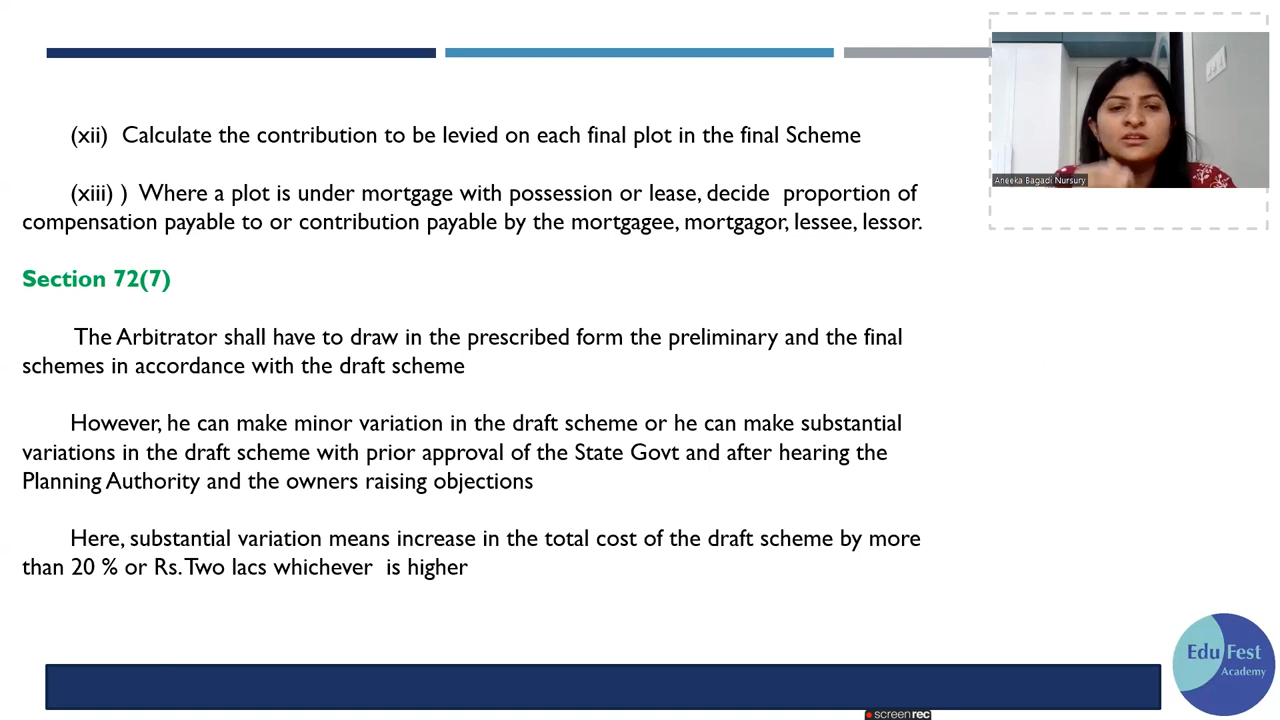 (xii) Calculate the contribution to be levied on each final plot in the final Scheme
(xiii) ) Where a plot is under mortgage with possession or lease, decide proportion of
compensation payable to or contribution payable by the mortgagee, mortgagor, lessee, lessor.
Section 72(7)
The Arbitrator shall have to draw in the prescribed form the preliminary and the final
schemes in accordance with the draft scheme
However, he can make minor variation in the draft scheme or he can make substantial
variations in the draft scheme with prior approval of the State Govt and after hearing the
Planning Authority and the owners raising objections
Here, substantial variation means increase in the total cost of the draft scheme by more
than 20 % or Rs. Two lacs whichever is higher
Aneeka Bagadi Nursury
Edu Fest
Academy
screenrec